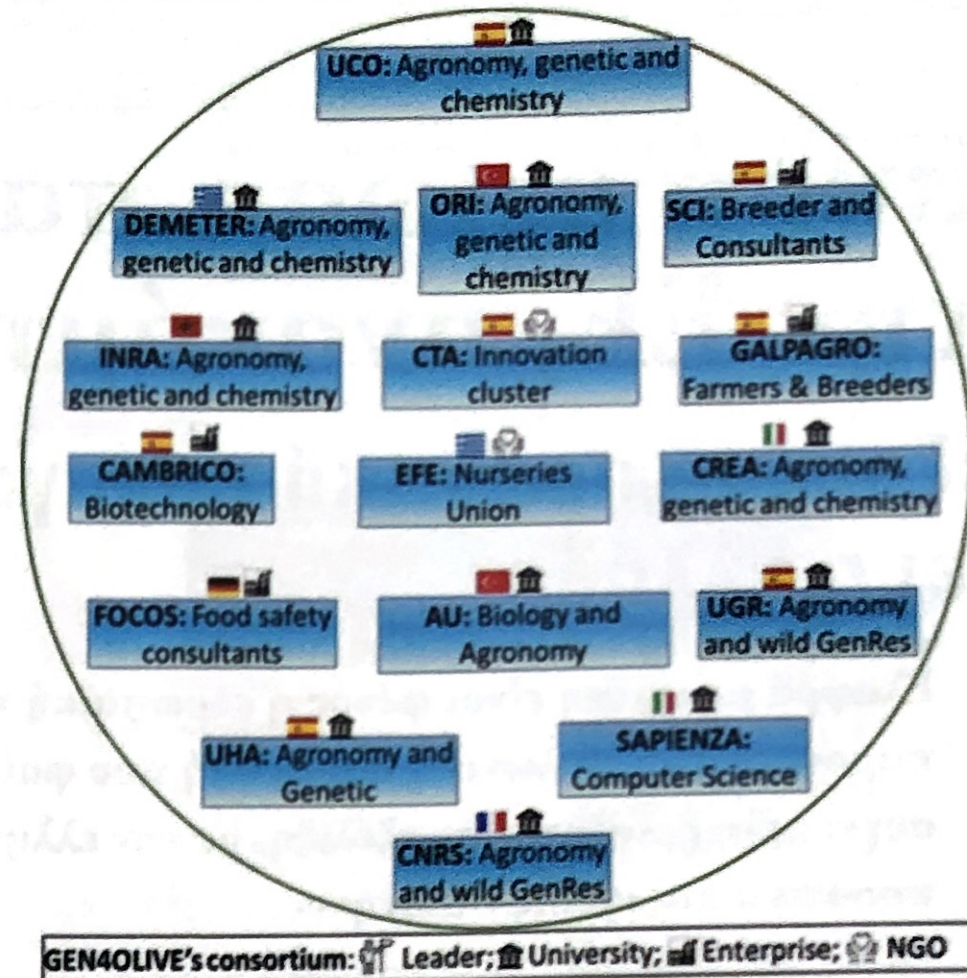 UCO: Agronomy, genetic and
chemistry
DEMETER: Agronomy,
genetic and chemistry
ORI: Agronomy,
genetic and
chemistry
SCI: Breeder and
Consultants
INRA: Agronomy,
genetic and chemistry
CTA: Innovation
cluster
GALPAGRO:
Farmers & Breeders
CAMBRICO:
Biotechnology
EFE: Nurseries
Union
CREA: Agronomy,
genetic and chemistry
FOCOS: Food safety
consultants
AU: Biology and
Agronomy
UGR: Agronomy
and wild GenRes
UHA: Agronomy and
Genetic
SAPIENZA:
Computer Science
CNRS: Agronomy
and wild GenRes
GEN4OLIVE's consortium: Leader; University; Enterprise; NGO